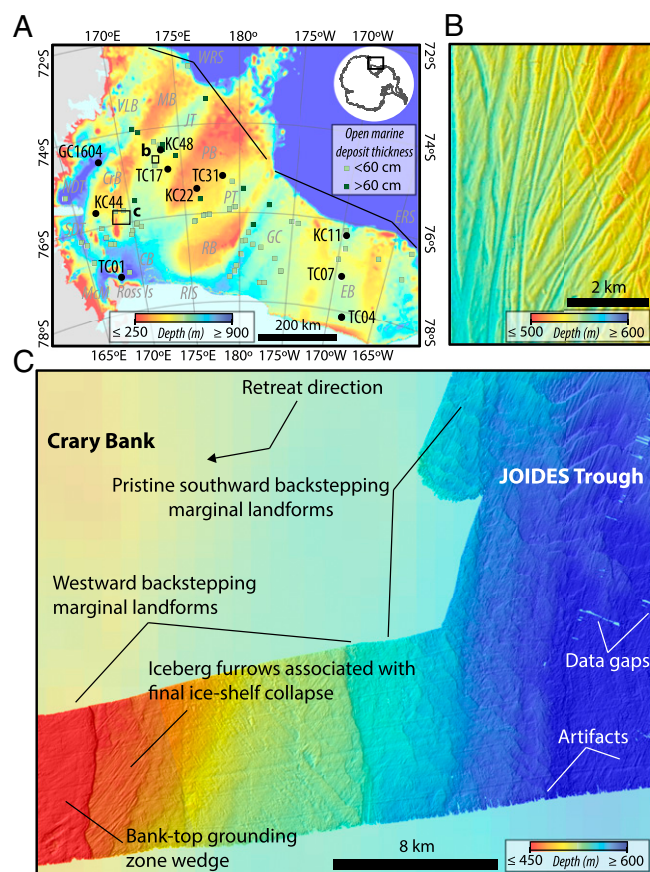 A
170°E
175°E
180°
175°W
170°W
72°S
74°S
76°S
78°S
WRS
VLB
MB
JT
PB
GC1604
b
KC48
TC17
TC31
KC22
PT
CrB
KC44
c
KC11
ERS
GC
RB
TC01
TC07
EB
TC04
Ross Is
RIS
Open marine
deposit thickness
<60 cm
>60 cm
≤ 250
Depth (m)
≥ 900
200 km
165°E
170°E
175°E
180°
175°W
170°W
165°W
B
170°W
72°S
74°S
76°S
78°S
2 km
≤ 500
Depth (m)
≥ 600
C
Retreat direction
Crary Bank
Pristine southward backstepping
marginal landforms
JOIDES Trough
Westward backstepping
marginal landforms
Iceberg furrows associated with
final ice-shelf collapse
Data gaps
Artifacts
Bank-top grounding
zone wedge
8 km
≤ 450
Depth (m)
≥ 600